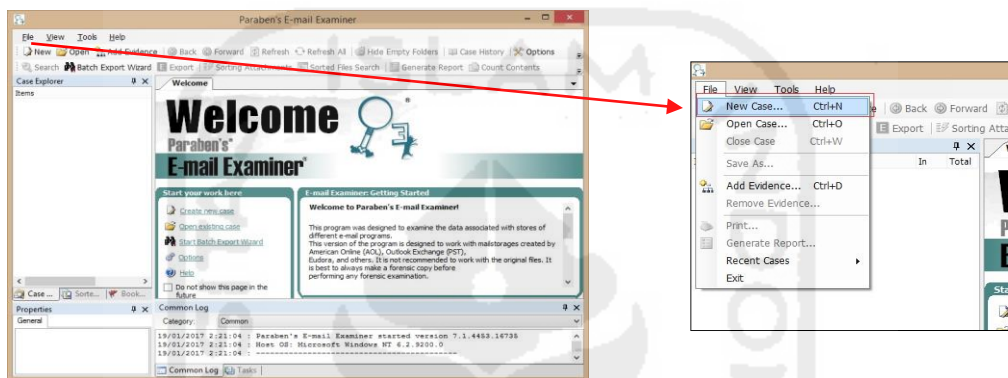 Paraben's E-mail Examiner
File View Tools Help
New Open Add Evidence Back Forward Refresh Refresh All Hide Empty Folders Case History Options
Search Batch Export Wizard Export Sorting Attachments Sorted Files Search Generate Report Count Contents
Case Explorer
Items
Welcome
Welcome
Paraben's
E-mail Examiner
Start your work here
Create new case
Open existing case
Start Batch Export Wizard
Options
Help
Do not show this page in the
future
E-mail Examiner: Getting Started
Welcome to Paraben's E-mail Examiner!
This program was designed to examine the data associated with stores of
different e-mail programs.
This version of the program is designed to work with mailstorages created by
American Online (AOL), Outlook Exchange (PST),
Eudora, and others. It is not recommended to work with the original files. It
is best to always make a forensic copy before
performing any forensic examination.
Case ... Sorte... Book...
Properties
General
Common Log
Category: Common
19/01/2017 2:21:04 : Paraben's E-mail Examiner started version 7.1.4453.16735
19/01/2017 2:21:04 : Host OS: Microsoft Windows NT 6.2.9200.0
19/01/2017 2:21:04 : ----------------------------------------
Common Log Tasks
File View Tools Help
New Case... Ctrl+N
Open Case... Ctrl+O
Close Case Ctrl+W
Save As...
Add Evidence... Ctrl+D
Remove Evidence...
Print...
Generate Report...
Recent Cases
Exit
Back Forward
Export Sorting Atta
In Total
Sta
ISLAM